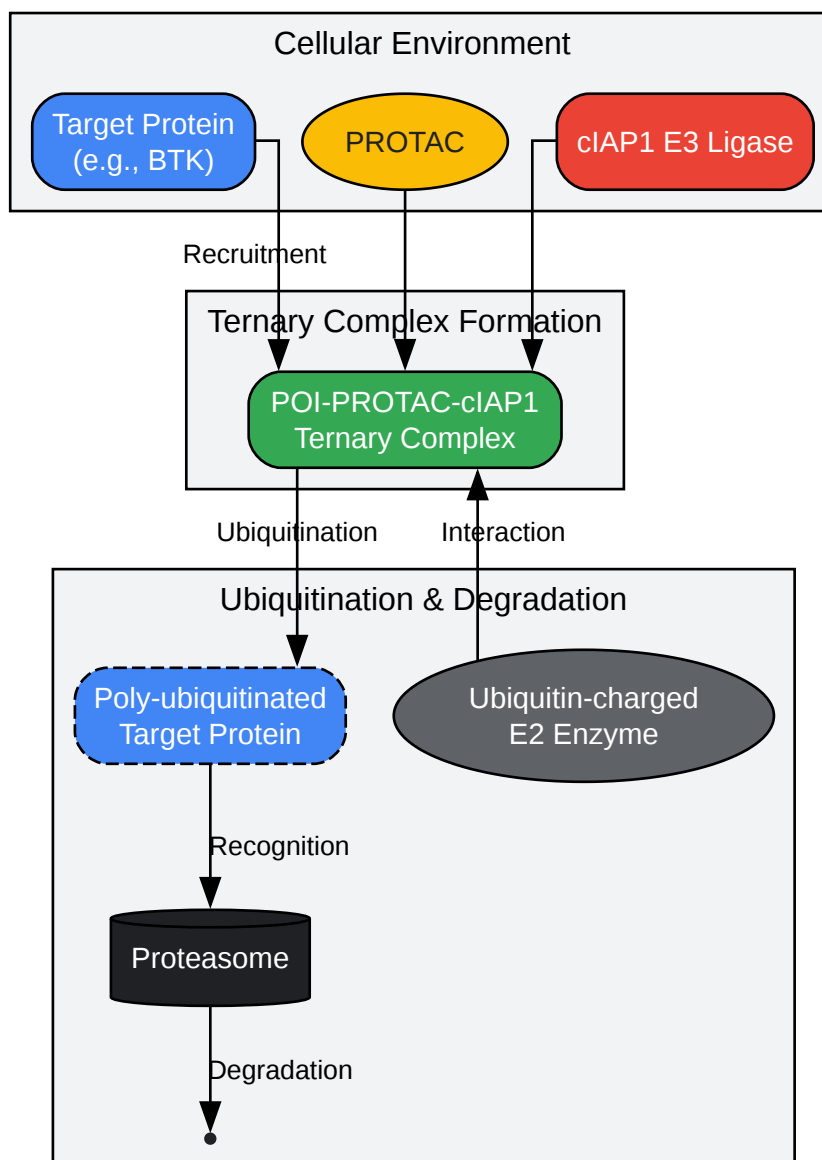 Cellular Environment
Target Protein
(e.g., BTK)
PROTAC
cIAP1 E3 Ligase
Recruitment
Ternary Complex Formation
POI-PROTAC-cIAP1
Ternary Complex
Ubiquitination
Interaction
Ubiquitination & Degradation
Poly-ubiquitinated
Target Protein
Ubiquitin-charged
E2 Enzyme
Recognition
Proteasome
Degradation